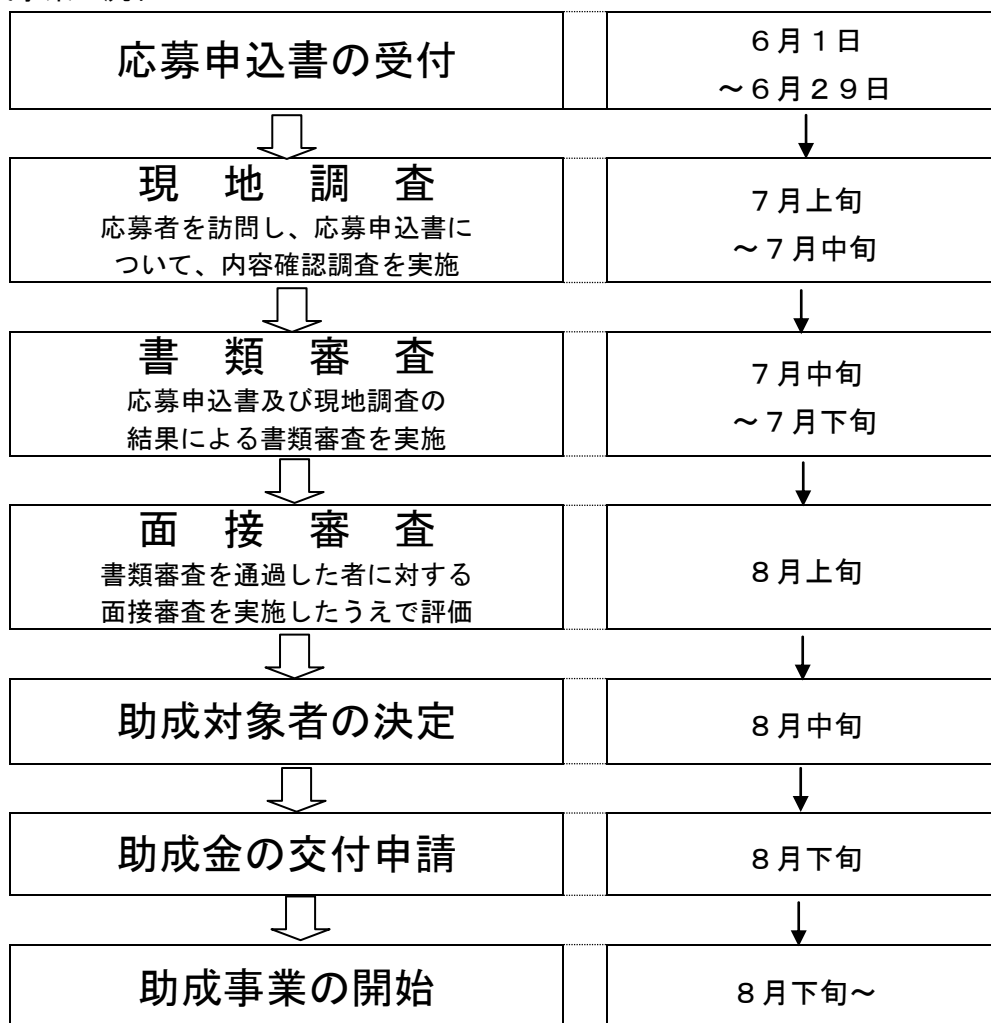 応募申込書の受付
６月１日
～６月２９日
現　地　調　査
応募者を訪問し、応募申込書に
ついて、内容確認調査を実施
７月上旬
～７月中旬
書　類　審　査
応募申込書及び現地調査の
結果による書類審査を実施
７月中旬
～７月下旬
面　接　審　査
書類審査を通過した者に対する
面接審査を実施したうえで評価
８月上旬
助成対象者の決定
８月中旬
助成金の交付申請
８月下旬
助成事業の開始
８月下旬～